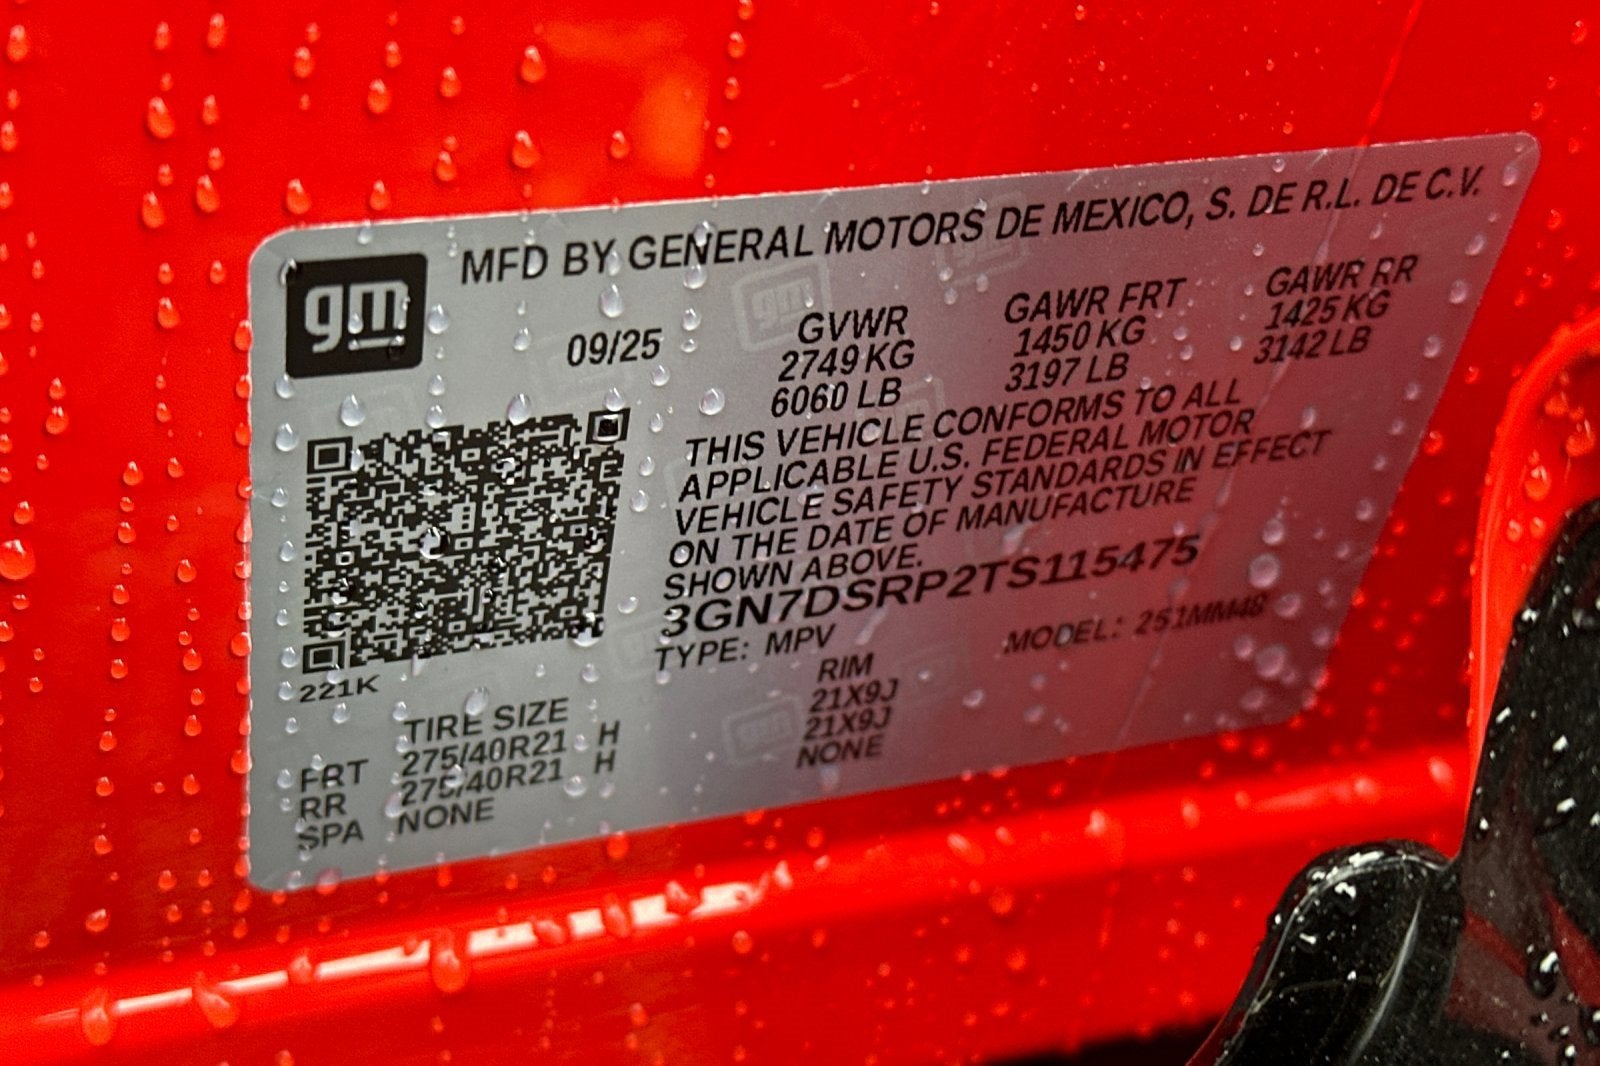 gm
MFD BY GENERAL MOTORS DE MEXICO, S. DE R.L. DE C.V.
09/25
GVWR GAWR FRT GAWR RR
2749 KG 1450 KG 1425 KG
6060 LB 3197 LB 3142 LB
THIS VEHICLE CONFORMS TO ALL
APPLICABLE U.S. FEDERAL MOTOR
VEHICLE SAFETY STANDARDS IN EFFECT
ON THE DATE OF MANUFACTURE
SHOWN ABOVE.
3GN7DSRP2TS115475
TYPE: MPV MODEL: 251MM48
221K
TIRE SIZE RIM
FRT 275/40R21 H 21X9J
RR 275/40R21 H 21X9J
SPA NONE NONE